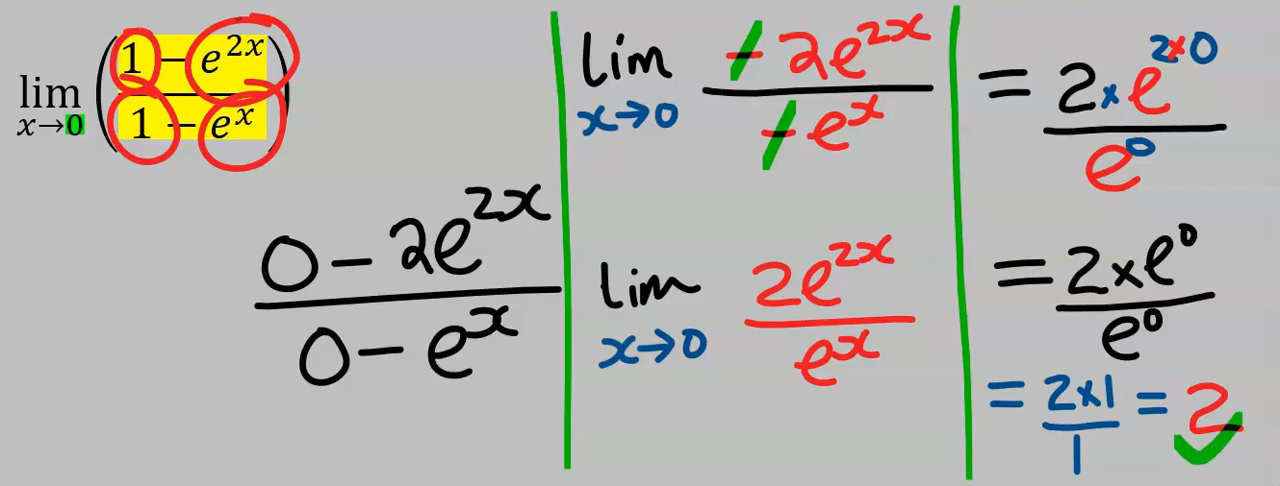 lim x→0 ( (1 − e^{2x}) / (1 − e^x) )
(0 − 2e^{2x}) / (0 − e^x)
lim x→0 (−2e^{2x}) / (−e^x)
lim x→0 (2e^{2x}) / (e^x)
= (2 × e^{2×0}) / (e^0)
= (2 × e^0) / (e^0)
= (2 × 1) / 1 = 2